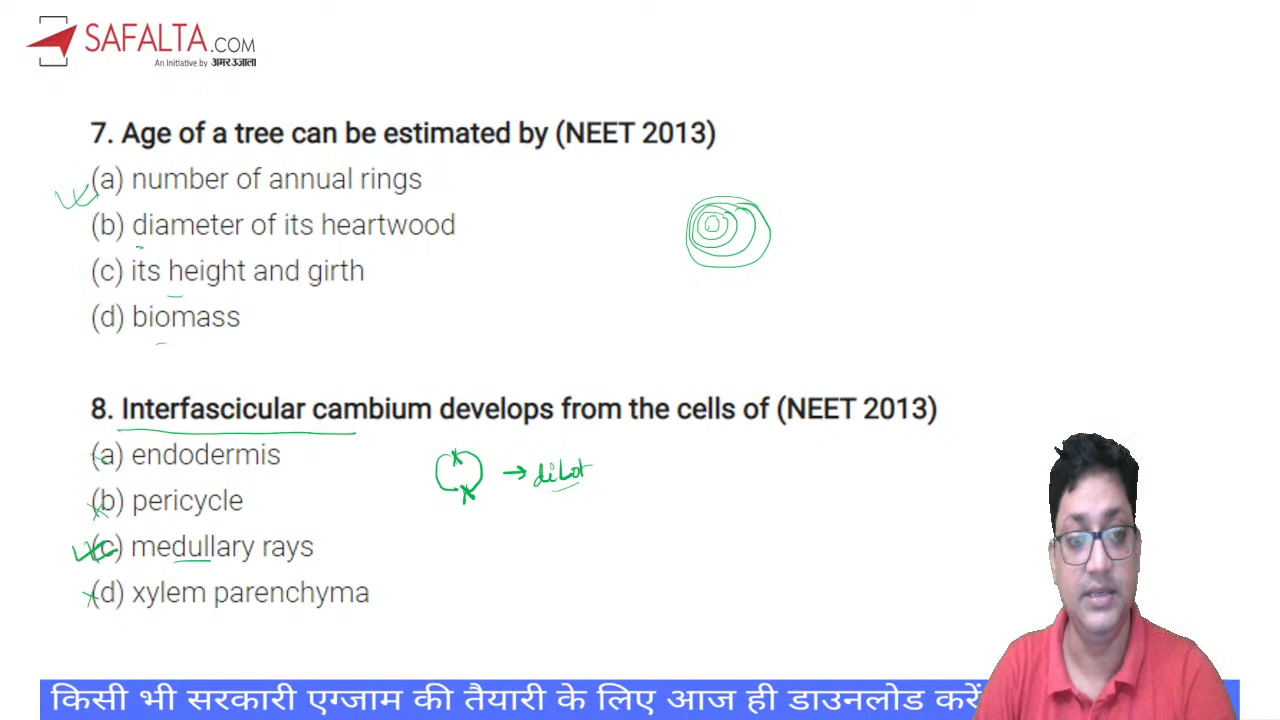 SAFALTA.COM
An Initiative by अमर उजाला
7. Age of a tree can be estimated by (NEET 2013)
(a) number of annual rings
(b) diameter of its heartwood
(c) its height and girth
(d) biomass
8. Interfascicular cambium develops from the cells of (NEET 2013)
(a) endodermis
(b) pericycle
(c) medullary rays
(d) xylem parenchyma
किसी भी सरकारी एग्जाम की तैयारी के लिए आज ही डाउनलोड करें